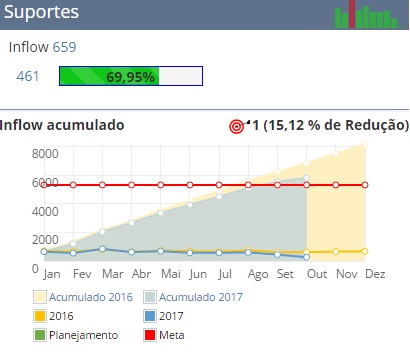 Suportes
Inflow 659
461 69,95%
Inflow acumulado 1 (15,12 % de Redução)
8000
6000
4000
2000
0
Jan Fev Mar Abr Mai Jun Jul Ago Set Out Nov Dez
Acumulado 2016 Acumulado 2017
2016 2017
Planejamento Meta